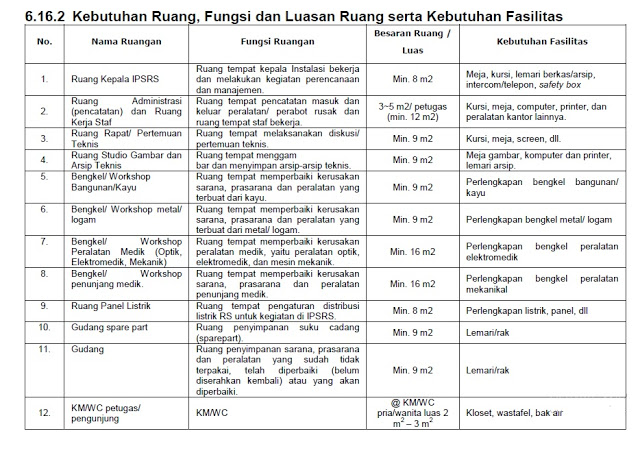 6.16.2 Kebutuhan Ruang, Fungsi dan Luasan Ruang serta Kebutuhan Fasilitas
No.
Nama Ruangan
Fungsi Ruangan
Besaran Ruang /
Luas
Kebutuhan Fasilitas
1.
Ruang Kepala IPSRS
Ruang tempat kepala Instalasi bekerja
dan melakukan kegiatan perencanaan
dan manajemen.
Min. 8 m2
Meja, kursi, lemari berkas/arsip,
intercom/telepon, safety box
2.
Ruang Administrasi
(pencatatan) dan Ruang
Kerja Staf
Ruang tempat pencatatan masuk dan
keluar peralatan/ perabot rusak dan
ruang tempat staf bekerja.
3~5 m2/ petugas
(min. 12 m2)
Kursi, meja, computer, printer, dan
peralatan kantor lainnya.
3.
Ruang Rapat/ Pertemuan
Teknis
Ruang tempat melaksanakan diskusi/
pertemuan teknis.
Min. 9 m2
Kursi, meja, screen, dll.
4.
Ruang Studio Gambar dan
Arsip Teknis
Ruang tempat menggam
bar dan menyimpan arsip-arsip teknis.
Min. 9 m2
Meja gambar, komputer dan printer,
lemari arsip.
5.
Bengkel/ Workshop
Bangunan/Kayu
Ruang tempat memperbaiki kerusakan
sarana, prasarana dan peralatan yang
terbuat dari kayu.
Min. 9 m2
Perlengkapan bengkel bangunan/
kayu
6.
Bengkel/ Workshop metal/
logam
Ruang tempat memperbaiki kerusakan
sarana, prasarana dan peralatan yang
terbuat dari metal/ logam.
Min. 9 m2
Perlengkapan bengkel metal/ logam
7.
Bengkel/ Workshop
Peralatan Medik (Optik,
Elektromedik, Mekanik)
Ruang tempat memperbaiki kerusakan
peralatan medik, yaitu peralatan optik,
elektromedik, dan mesin mekanik.
Min. 16 m2
Perlengkapan bengkel peralatan
elektromedik
8.
Bengkel/ Workshop
penunjang medik.
Ruang tempat memperbaiki kerusakan
sarana, prasarana dan peralatan
penunjang medik.
Min. 16 m2
Perlengkapan bengkel peralatan
mekanikal
9.
Ruang Panel Listrik
Ruang tempat pengaturan distribusi
listrik RS untuk kegiatan di IPSRS.
Min. 8 m2
Perlengkapan listrik, panel, dll
10.
Gudang spare part
Ruang penyimpanan suku cadang
(sparepart).
Min. 9 m2
Lemari/rak
11.
Gudang
Ruang penyimpanan sarana, prasarana
dan peralatan yang sudah tidak
terpakai, telah diperbaiki (belum
diserahkan kembali) atau yang akan
diperbaiki.
Min. 9 m2
Lemari/rak
12.
KM/WC petugas/
pengunjung
KM/WC
@ KM/WC
pria/wanita luas 2
m2 – 3 m2
Kloset, wastafel, bak air